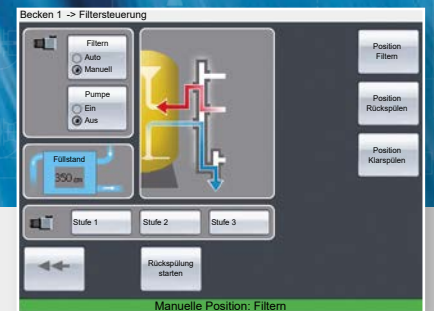 Becken 1 -> Filtersteuerung
Filtern
Auto
Manuell
Pumpe
Ein
Aus
Füllstand
350 cm
Position
Filtern
Position
Rückspülen
Position
Klarspülen
Stufe 1
Stufe 2
Stufe 3
Rückspülung
starten
Manuelle Position: Filtern